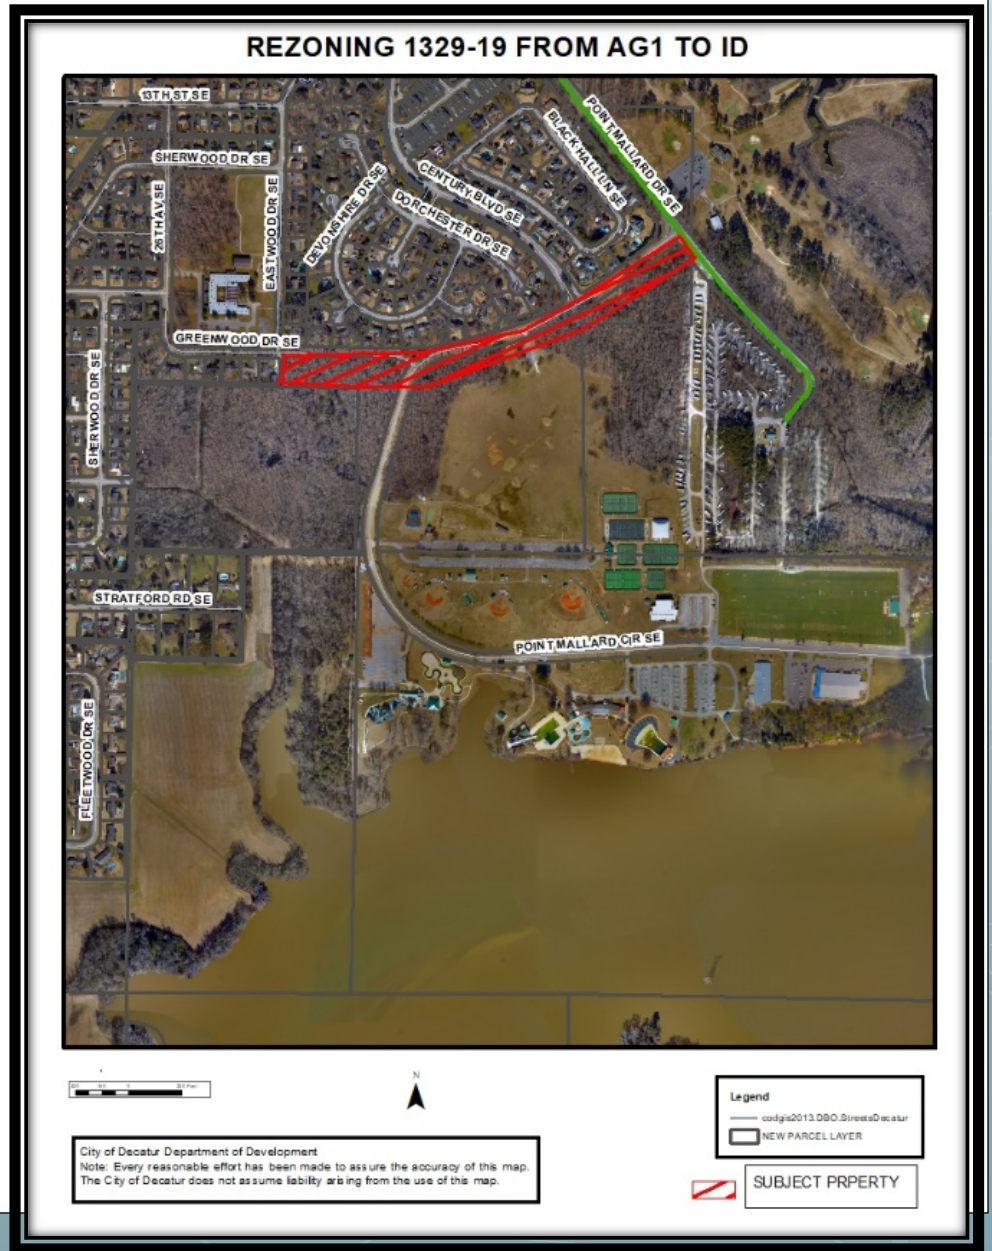 REZONING 1329-19 FROM AG1 TO ID
13TH ST SE
SHERWOOD DR SE
26TH AV SE
EASTWOOD DR SE
DEVONSHIRE DR SE
CENTURY BLVD SE
DORCHESTER DR SE
BLACK HALL LN SE
POINT MALLARD DR SE
GREENWOOD DR SE
SHERWOOD DR SE
STRATFORD RD SE
POINT MALLARD CIR SE
FLEETWOOD DR SE
N
Legend
codgis2013.DBO.StreetsDecatur
NEW PARCEL LAYER
City of Decatur Department of Development
Note: Every reasonable effort has been made to assure the accuracy of this map.
The City of Decatur does not assume liability arising from the use of this map.
SUBJECT PRPERTY